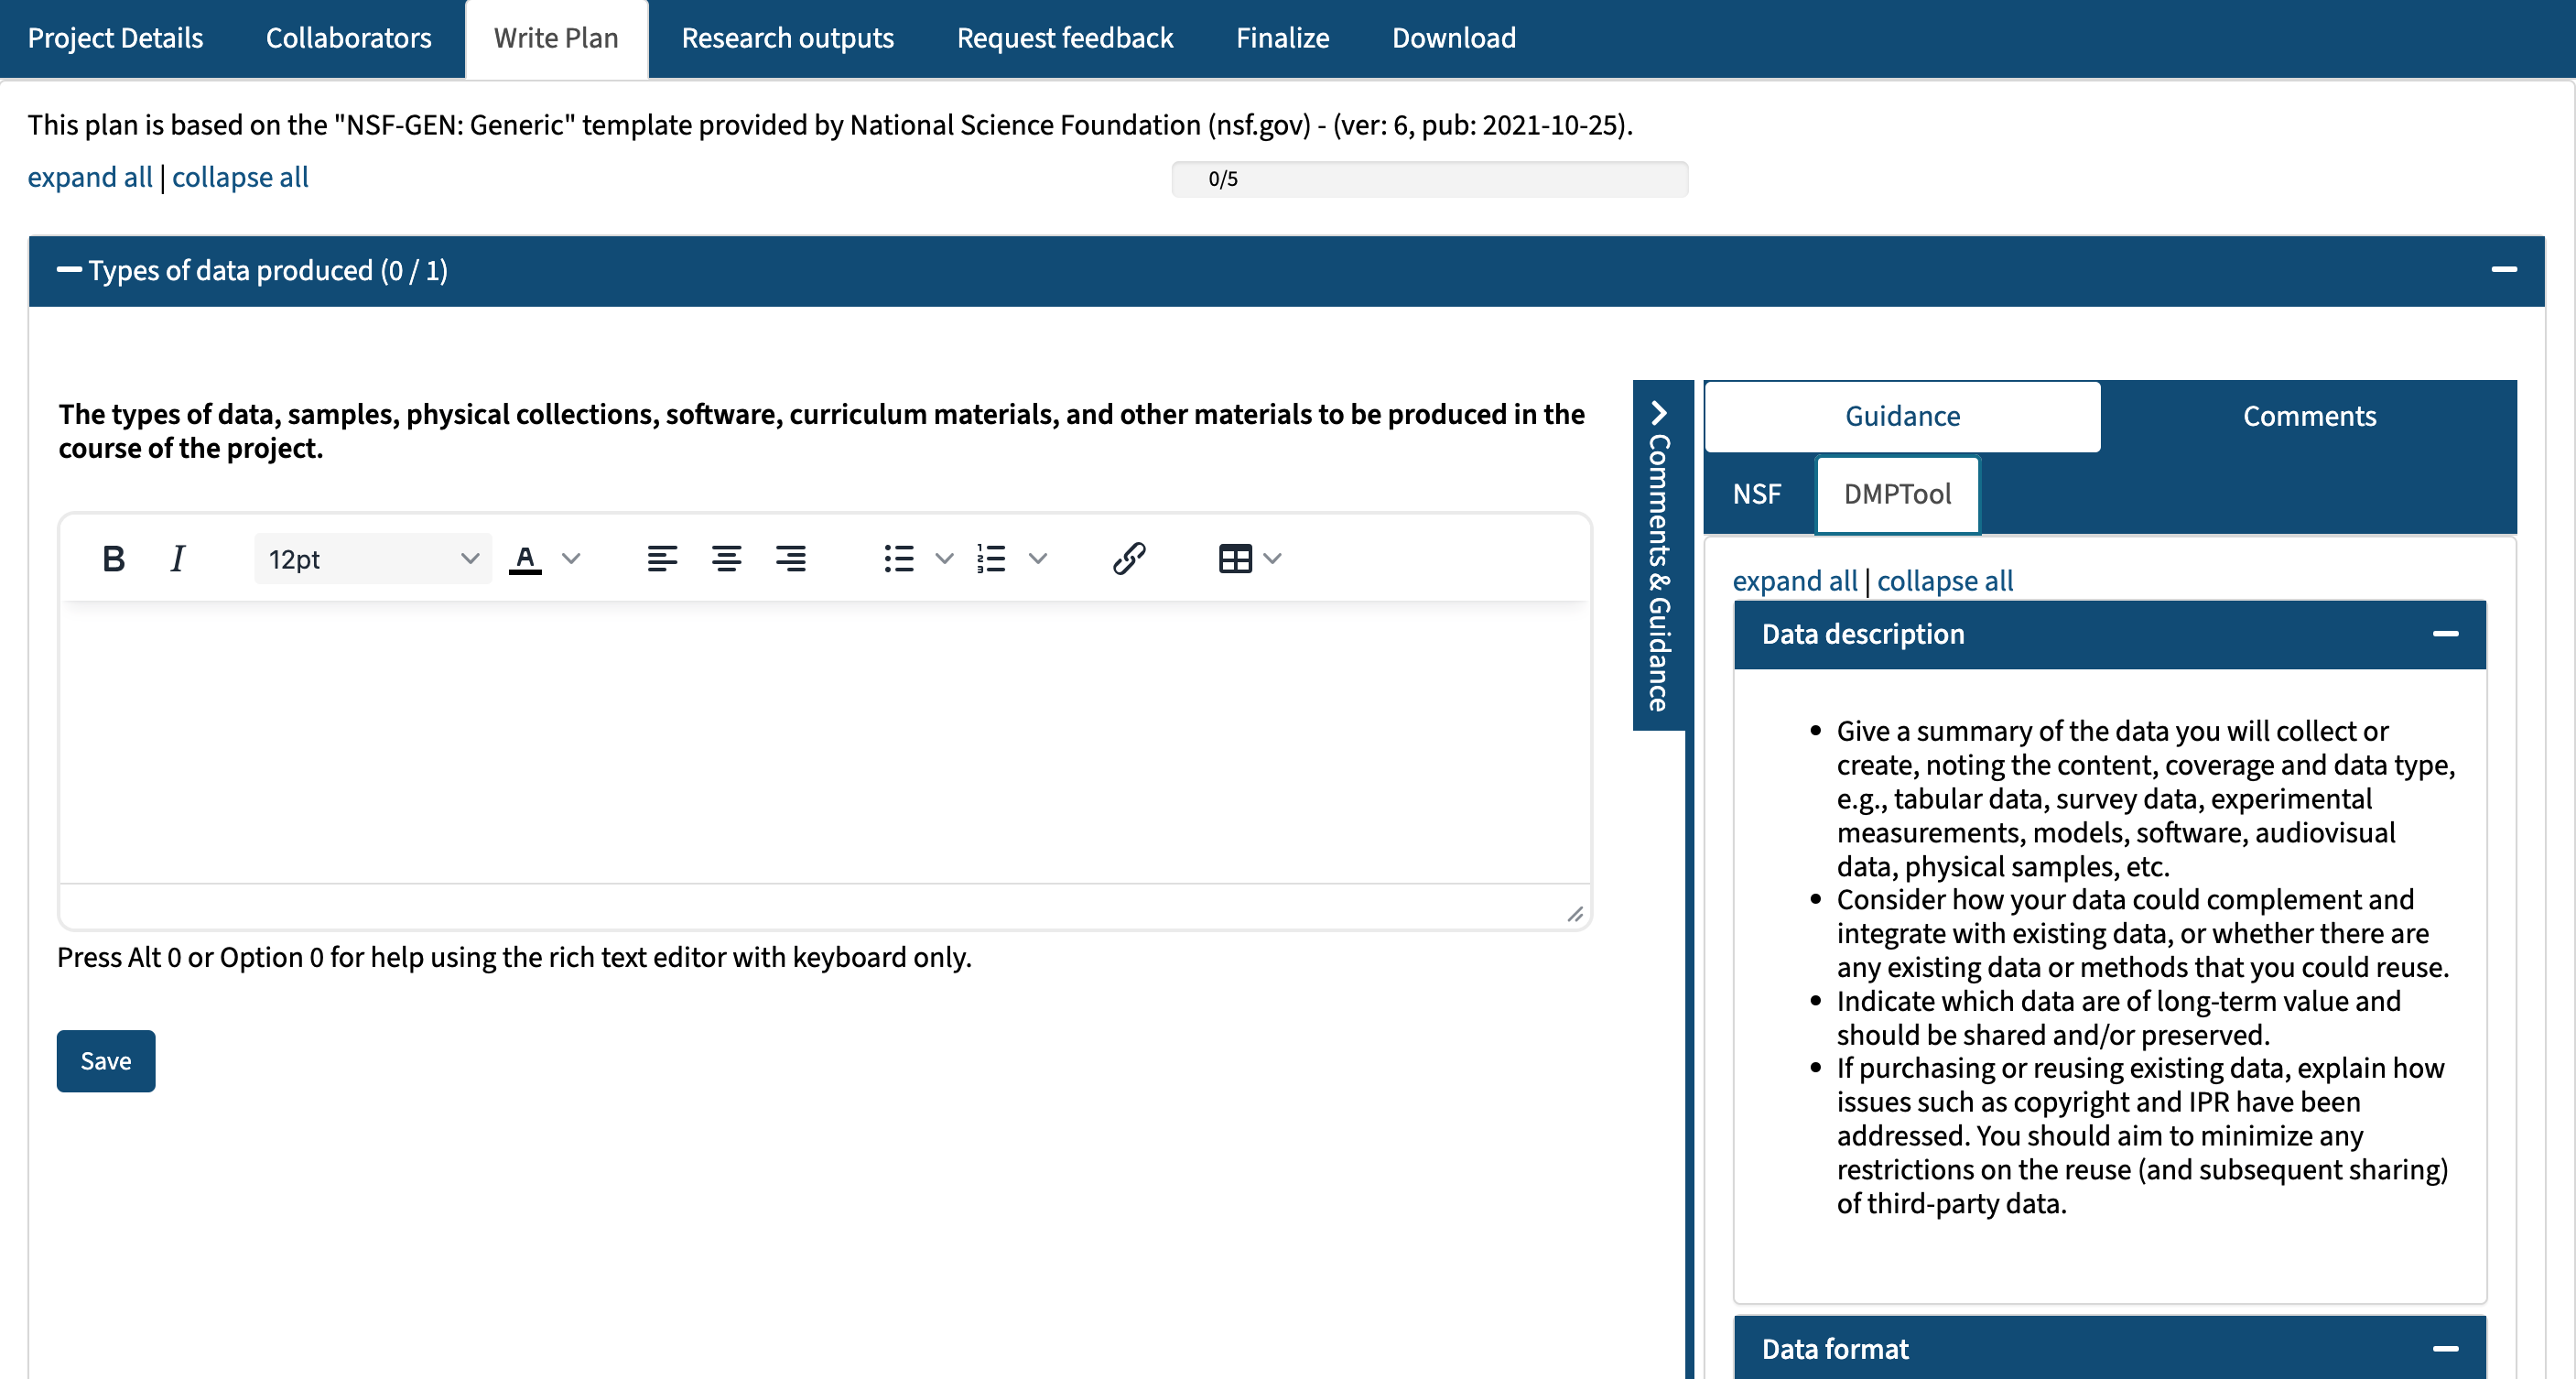 Project Details Collaborators Write Plan Research outputs Request feedback Finalize Download
This plan is based on the "NSF-GEN: Generic" template provided by National Science Foundation (nsf.gov) - (ver: 6, pub: 2021-10-25).
expand all | collapse all
0/5
Types of data produced (0 / 1)
The types of data, samples, physical collections, software, curriculum materials, and other materials to be produced in the
course of the project.
B I 12pt A
Press Alt 0 or Option 0 for help using the rich text editor with keyboard only.
Save
Comments & Guidance
Guidance Comments
NSF DMPTool
expand all | collapse all
Data description
• Give a summary of the data you will collect or
create, noting the content, coverage and data type,
e.g., tabular data, survey data, experimental
measurements, models, software, audiovisual
data, physical samples, etc.
• Consider how your data could complement and
integrate with existing data, or whether there are
any existing data or methods that you could reuse.
• Indicate which data are of long-term value and
should be shared and/or preserved.
• If purchasing or reusing existing data, explain how
issues such as copyright and IPR have been
addressed. You should aim to minimize any
restrictions on the reuse (and subsequent sharing)
of third-party data.
Data format